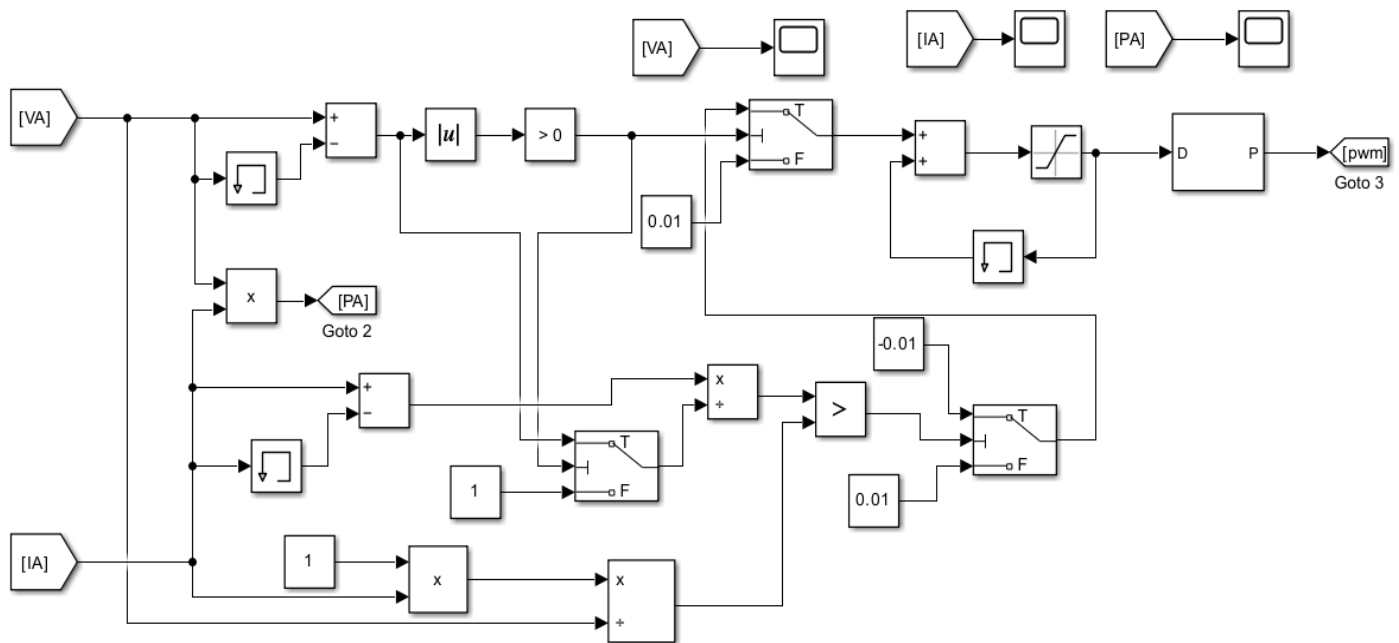 [VA]
[IA]
[PA]
[VA]
+
−
|u|
> 0
T
F
0.01
+
+
D
P
[pwm]
Goto 3
x
[PA]
Goto 2
-0.01
+
−
x
÷
>
T
F
T
F
1
0.01
[IA]
1
x
x
÷